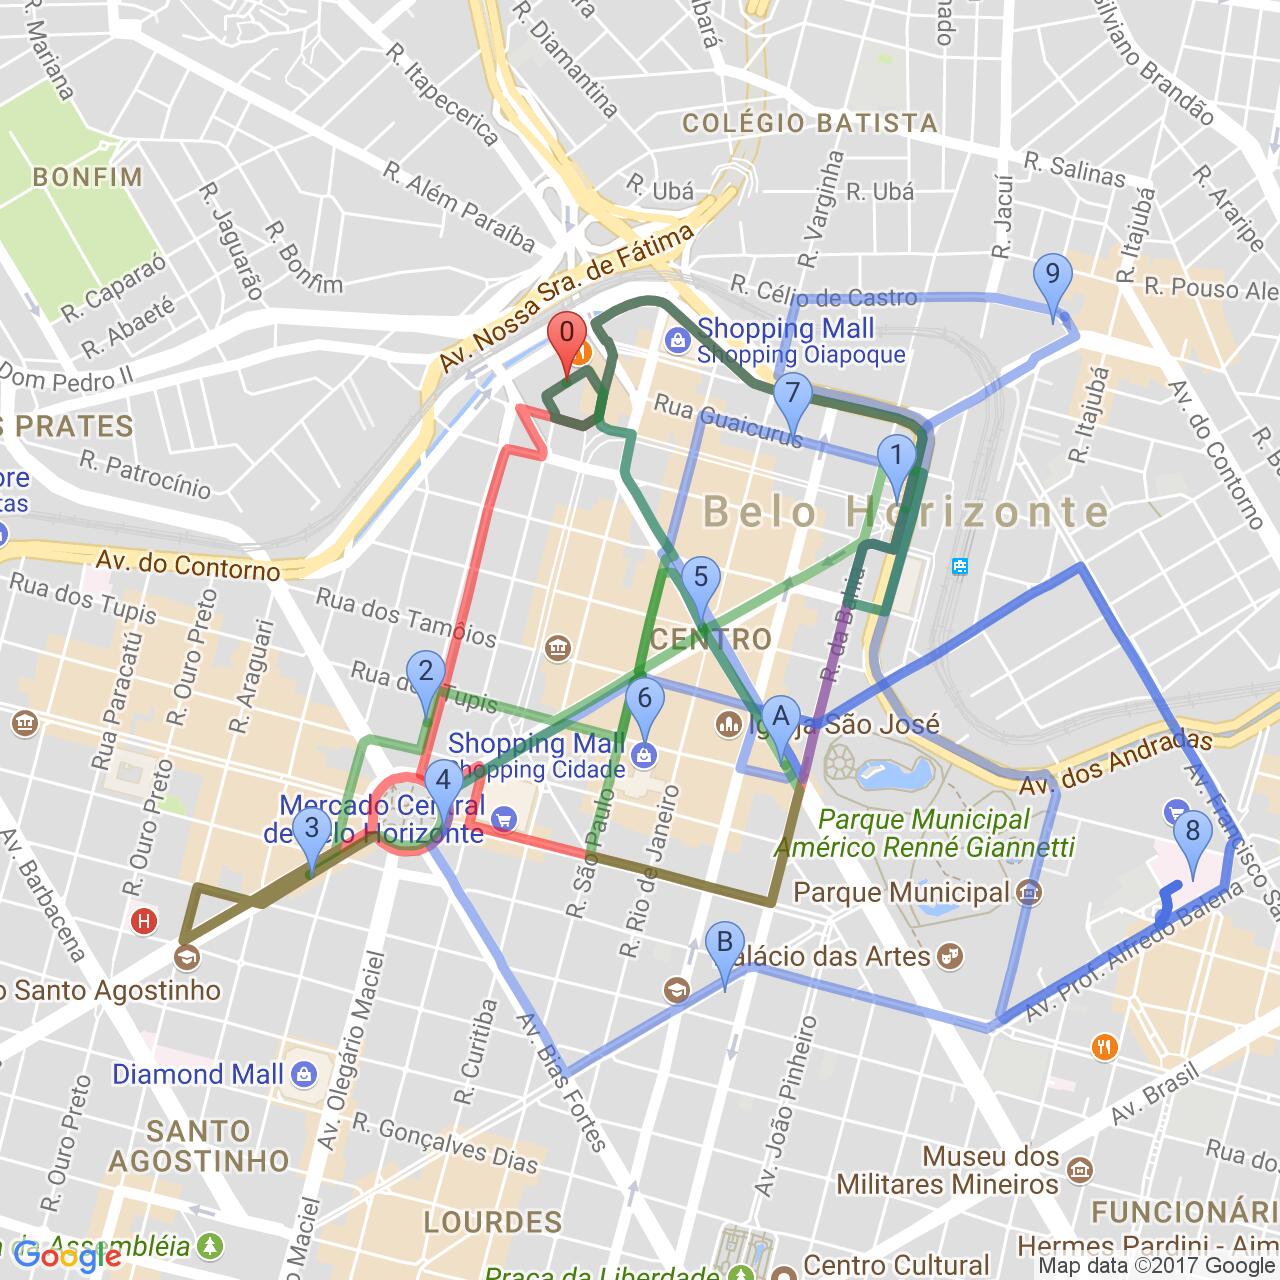 R. Mariana
R. Diamantina
R. Itapecerica
Silviano Brandão
COLÉGIO BATISTA
BONFIM
R. Além Paraíba
R. Ubá
R. Ubá
R. Varginha
R. Jacuí
R. Salinas
R. Itajubá
R. Araripe
R. Jaguarão
R. Bonfim
R. Caparaó
R. Abaeté
Av. Nossa Sra. de Fátima
R. Célio de Castro
R. Pouso Ale
9
0
Shopping Mall
Shopping Oiapoque
Dom Pedro II
7
Rua Guaicurus
S PRATES
R. Patrocínio
1
R. Itajubá
Av. do Contorno
Belo Horizonte
Av. do Contorno
Rua dos Tupis
Rua dos Tamóios
5
CENTRO
R. da Bahia
R. da Bahia
R. Araguari
R. Ouro Preto
Rua Paracatu
2
Tupis
6
A
Igreja São José
Shopping Mall
Shopping Cidade
Av. dos Andradas
4
Mercado Central
de Belo Horizonte
3
R. São Paulo
R. Rio de Janeiro
Parque Municipal
Américo Renné Giannetti
Av. Francisco Sa
8
R. Ouro Preto
Av. Barbacena
H
Parque Municipal
B
Palácio das Artes
Av. Prof. Alfredo Balena
o Santo Agostinho
R. Curitiba
Av. Bias Fortes
Av. Olegário Maciel
Diamond Mall
R. Ouro Preto
R. Gonçalves Dias
Av. João Pinheiro
Av. Brasil
SANTO
AGOSTINHO
Museu dos
Militares Mineiros
LOURDES
FUNCIONÁRI
Maciel
da Assembléia
Hermes Pardini - Aim
Centro Cultural
Praça da Liberdade
Google
Map data ©2017 Google